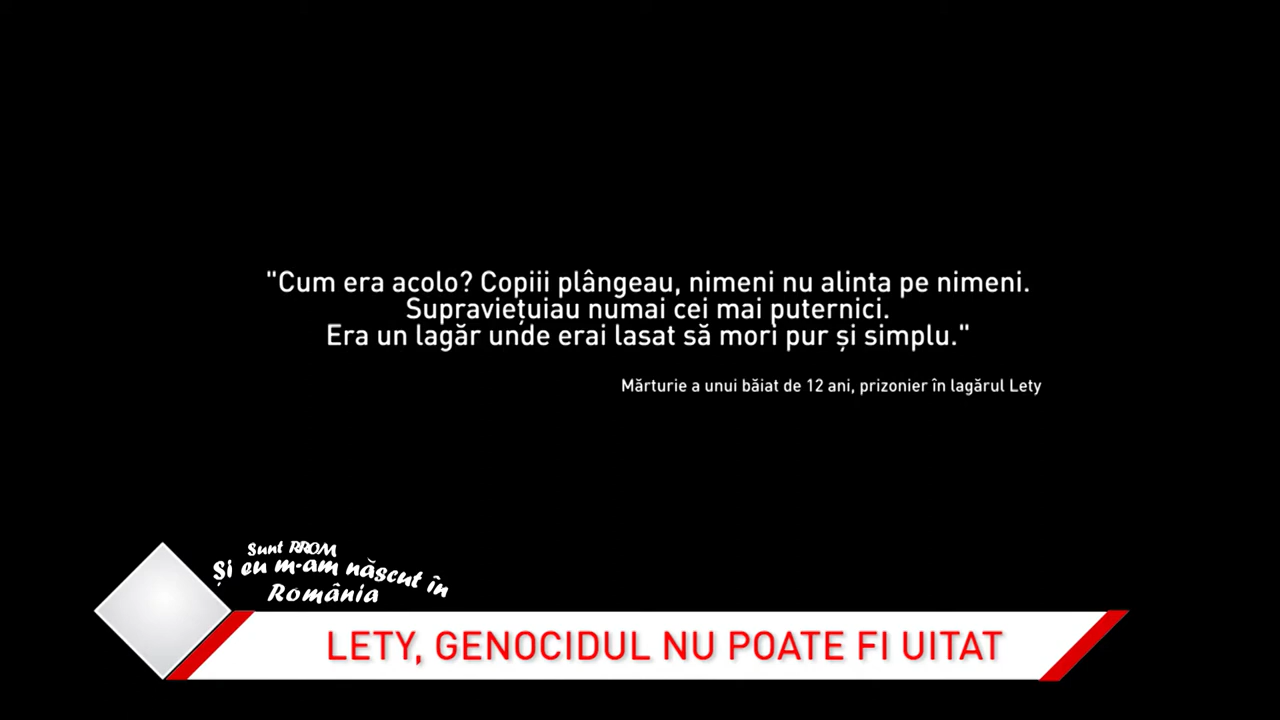 "Cum era acolo? Copiii plângeau, nimeni nu alinta pe nimeni.
Supraviețuiau numai cei mai puternici.
Era un lagăr unde erai lasat să mori pur și simplu."
Mărturie a unui băiat de 12 ani, prizonier în lagărul Lety
Sunt RROM
Și eu m-am născut în
România
LETY, GENOCIDUL NU POATE FI UITAT